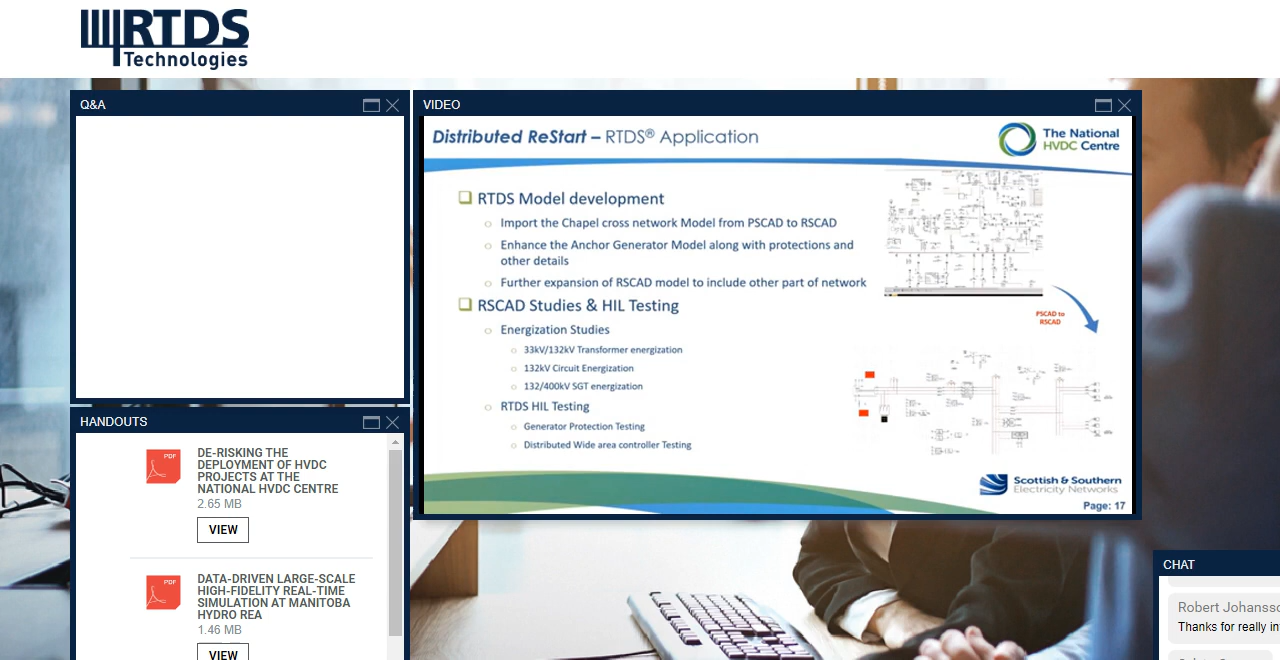 RTDS
Technologies
Q&A
VIDEO
Distributed ReStart – RTDS® Application
The National
HVDC Centre
RTDS Model development
Import the Chapel cross network Model from PSCAD to RSCAD
Enhance the Anchor Generator Model along with protections and
other details
Further expansion of RSCAD model to include other part of network
PSCAD to
RSCAD
RSCAD Studies & HIL Testing
Energization Studies
33kV/132kV Transformer energization
132kV Circuit Energization
132/400kV SGT energization
RTDS HIL Testing
Generator Protection Testing
Distributed Wide area controller Testing
Scottish & Southern
Electricity Networks
Page: 17
HANDOUTS
PDF
DE-RISKING THE
DEPLOYMENT OF HVDC
PROJECTS AT THE
NATIONAL HVDC CENTRE
2.65 MB
VIEW
PDF
DATA-DRIVEN LARGE-SCALE
HIGH-FIDELITY REAL-TIME
SIMULATION AT MANITOBA
HYDRO REA
1.46 MB
VIEW
CHAT
Robert Johansso
Thanks for really in